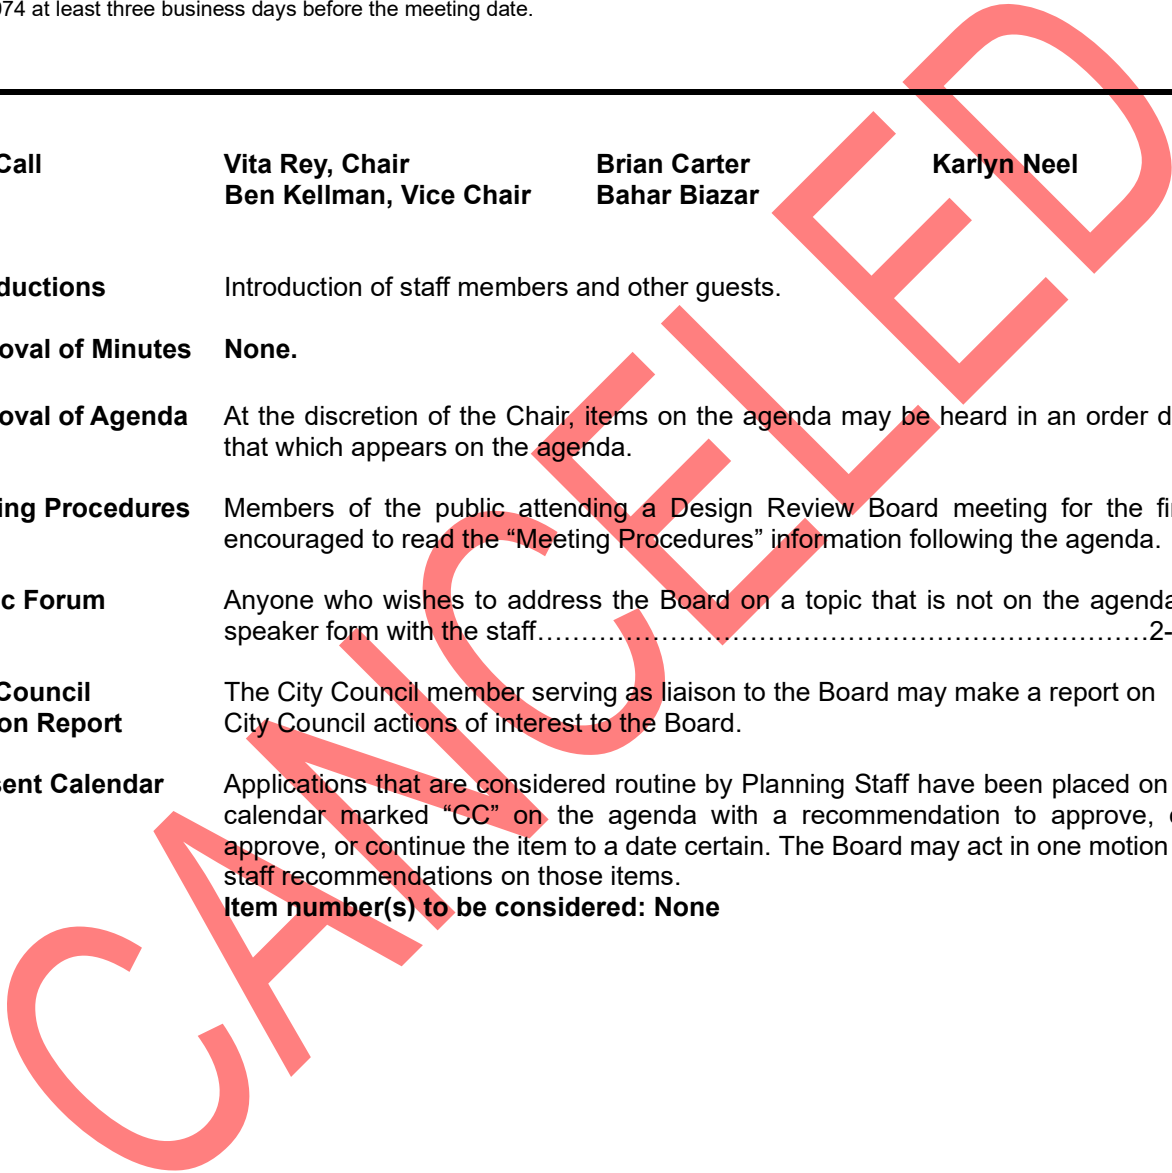 074 at least three business days before the meeting date.
Call Vita Rey, Chair Brian Carter Karlyn Neel
Ben Kellman, Vice Chair Bahar Biazar
ductions Introduction of staff members and other guests.
oval of Minutes None.
oval of Agenda At the discretion of the Chair, items on the agenda may be heard in an order d
that which appears on the agenda.
ing Procedures Members of the public attending a Design Review Board meeting for the fir
encouraged to read the “Meeting Procedures” information following the agenda.
c Forum Anyone who wishes to address the Board on a topic that is not on the agenda
speaker form with the staff……………………………………………………………2-
Council The City Council member serving as liaison to the Board may make a report on
on Report City Council actions of interest to the Board.
sent Calendar Applications that are considered routine by Planning Staff have been placed on
calendar marked “CC” on the agenda with a recommendation to approve, c
approve, or continue the item to a date certain. The Board may act in one motion
staff recommendations on those items.
Item number(s) to be considered: None
CANCELED